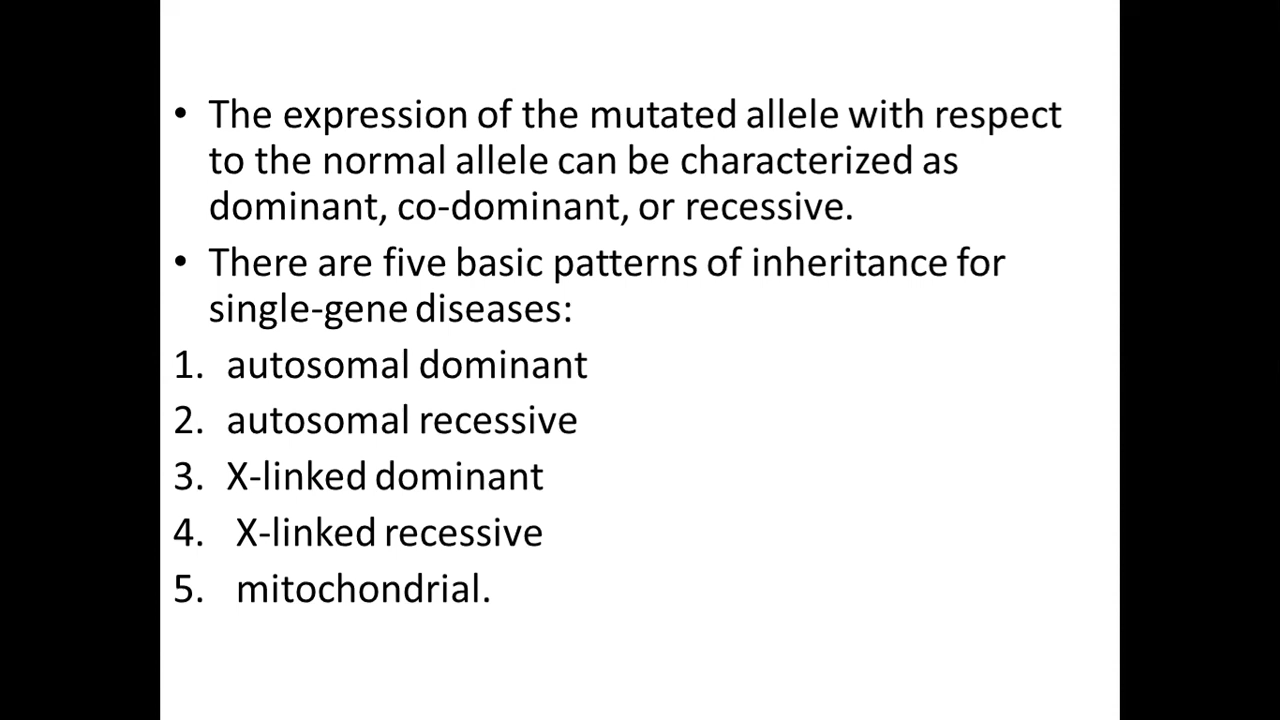 • The expression of the mutated allele with respect
to the normal allele can be characterized as
dominant, co-dominant, or recessive.
• There are five basic patterns of inheritance for
single-gene diseases:
1. autosomal dominant
2. autosomal recessive
3. X-linked dominant
4. X-linked recessive
5. mitochondrial.